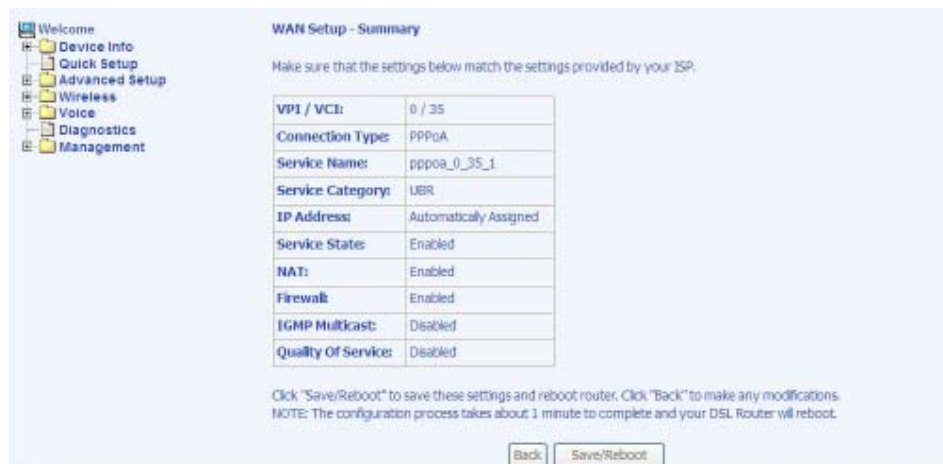 Welcome
Device Info
Quick Setup
Advanced Setup
Wireless
Voice
Diagnostics
Management
WAN Setup - Summary
Make sure that the settings below match the settings provided by your ISP.
VPI / VCI: 0 / 35
Connection Type: PPPoA
Service Name: pppoa_0_35_1
Service Category: UBR
IP Address: Automatically Assigned
Service State: Enabled
NAT: Enabled
Firewall: Enabled
IGMP Multicast: Disabled
Quality Of Service: Disabled
Click "Save/Reboot" to save these settings and reboot router. Click "Back" to make any modifications.
NOTE: The configuration process takes about 1 minute to complete and your DSL Router will reboot.
Back Save/Reboot